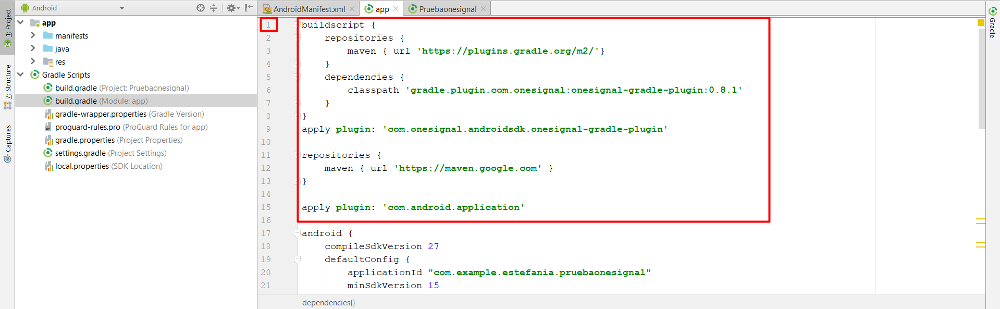 1: Project
7: Structure
Captures
Android
app
manifests
java
res
Gradle Scripts
build.gradle (Project: Pruebaonesignal)
build.gradle (Module: app)
gradle-wrapper.properties (Gradle Version)
proguard-rules.pro (ProGuard Rules for app)
gradle.properties (Project Properties)
settings.gradle (Project Settings)
local.properties (SDK Location)
AndroidManifest.xml app Pruebaonesignal
1 buildscript {
2 repositories {
3 maven { url 'https://plugins.gradle.org/m2/'}
4 }
5 dependencies {
6 classpath 'gradle.plugin.com.onesignal:onesignal-gradle-plugin:0.8.1'
7 }
8 }
9 apply plugin: 'com.onesignal.androidsdk.onesignal-gradle-plugin'
10
11 repositories {
12 maven { url 'https://maven.google.com' }
13 }
14
15 apply plugin: 'com.android.application'
16
17 android {
18 compileSdkVersion 27
19 defaultConfig {
20 applicationId "com.example.estefania.pruebaonesignal"
21 minSdkVersion 15
dependencies{}
Gradle